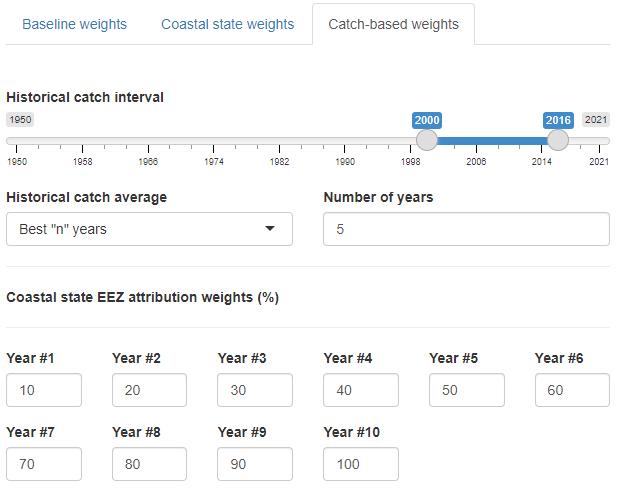 Baseline weights Coastal state weights Catch-based weights
Historical catch interval
1950 2000 2016 2021
1950 1958 1966 1974 1982 1990 1998 2006 2014 2021
Historical catch average Number of years
Best "n" years 5
Coastal state EEZ attribution weights (%)
Year #1 Year #2 Year #3 Year #4 Year #5 Year #6
10 20 30 40 50 60
Year #7 Year #8 Year #9 Year #10
70 80 90 100